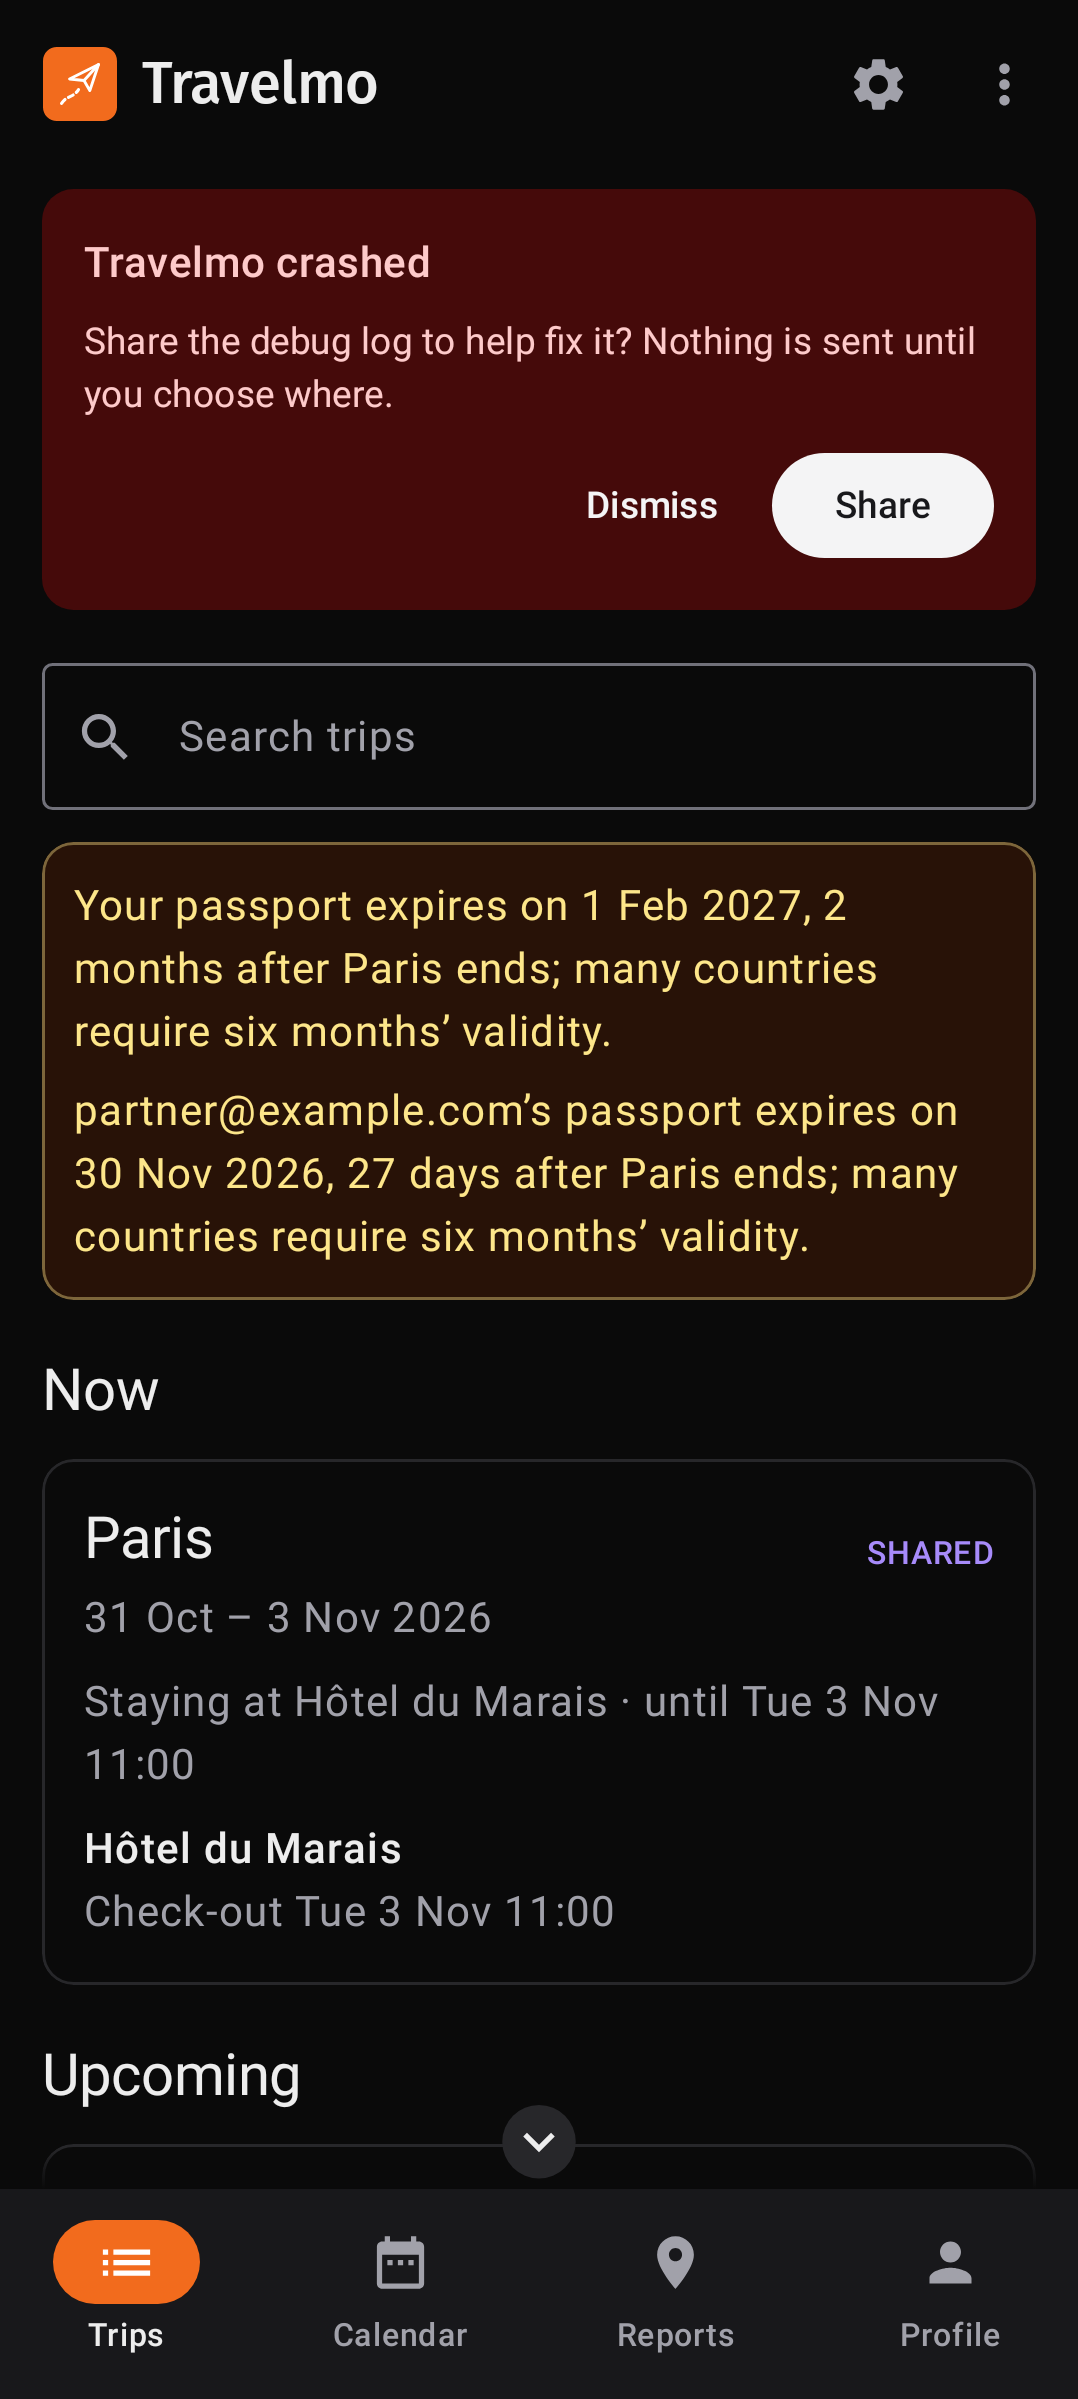 Travelmo
Travelmo crashed
Share the debug log to help fix it? Nothing is sent until
you choose where.
Dismiss
Share
Search trips
Your passport expires on 1 Feb 2027, 2
months after Paris ends; many countries
require six months’ validity.
partner@example.com’s passport expires on
30 Nov 2026, 27 days after Paris ends; many
countries require six months’ validity.
Now
Paris
SHARED
31 Oct – 3 Nov 2026
Staying at Hôtel du Marais · until Tue 3 Nov
11:00
Hôtel du Marais
Check-out Tue 3 Nov 11:00
Upcoming
Trips
Calendar
Reports
Profile